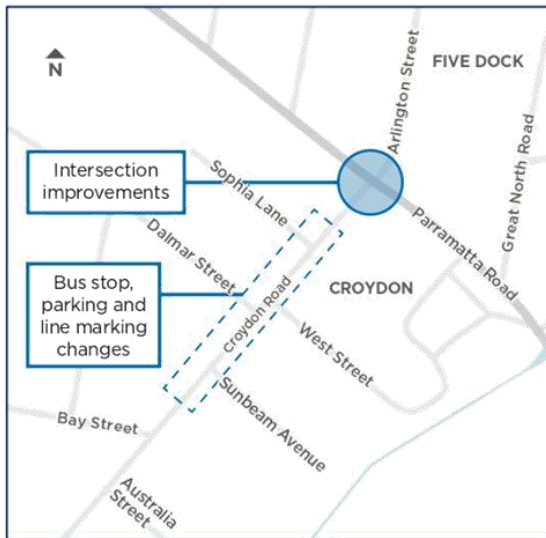 N
FIVE DOCK
Arlington Street
Great North Road
Intersection
improvements
Sophia Lane
Parramatta Road
Dalmar Street
CROYDON
Bus stop,
parking and
line marking
changes
Croydon Road
West Street
Sunbeam Avenue
Bay Street
Australia
Street